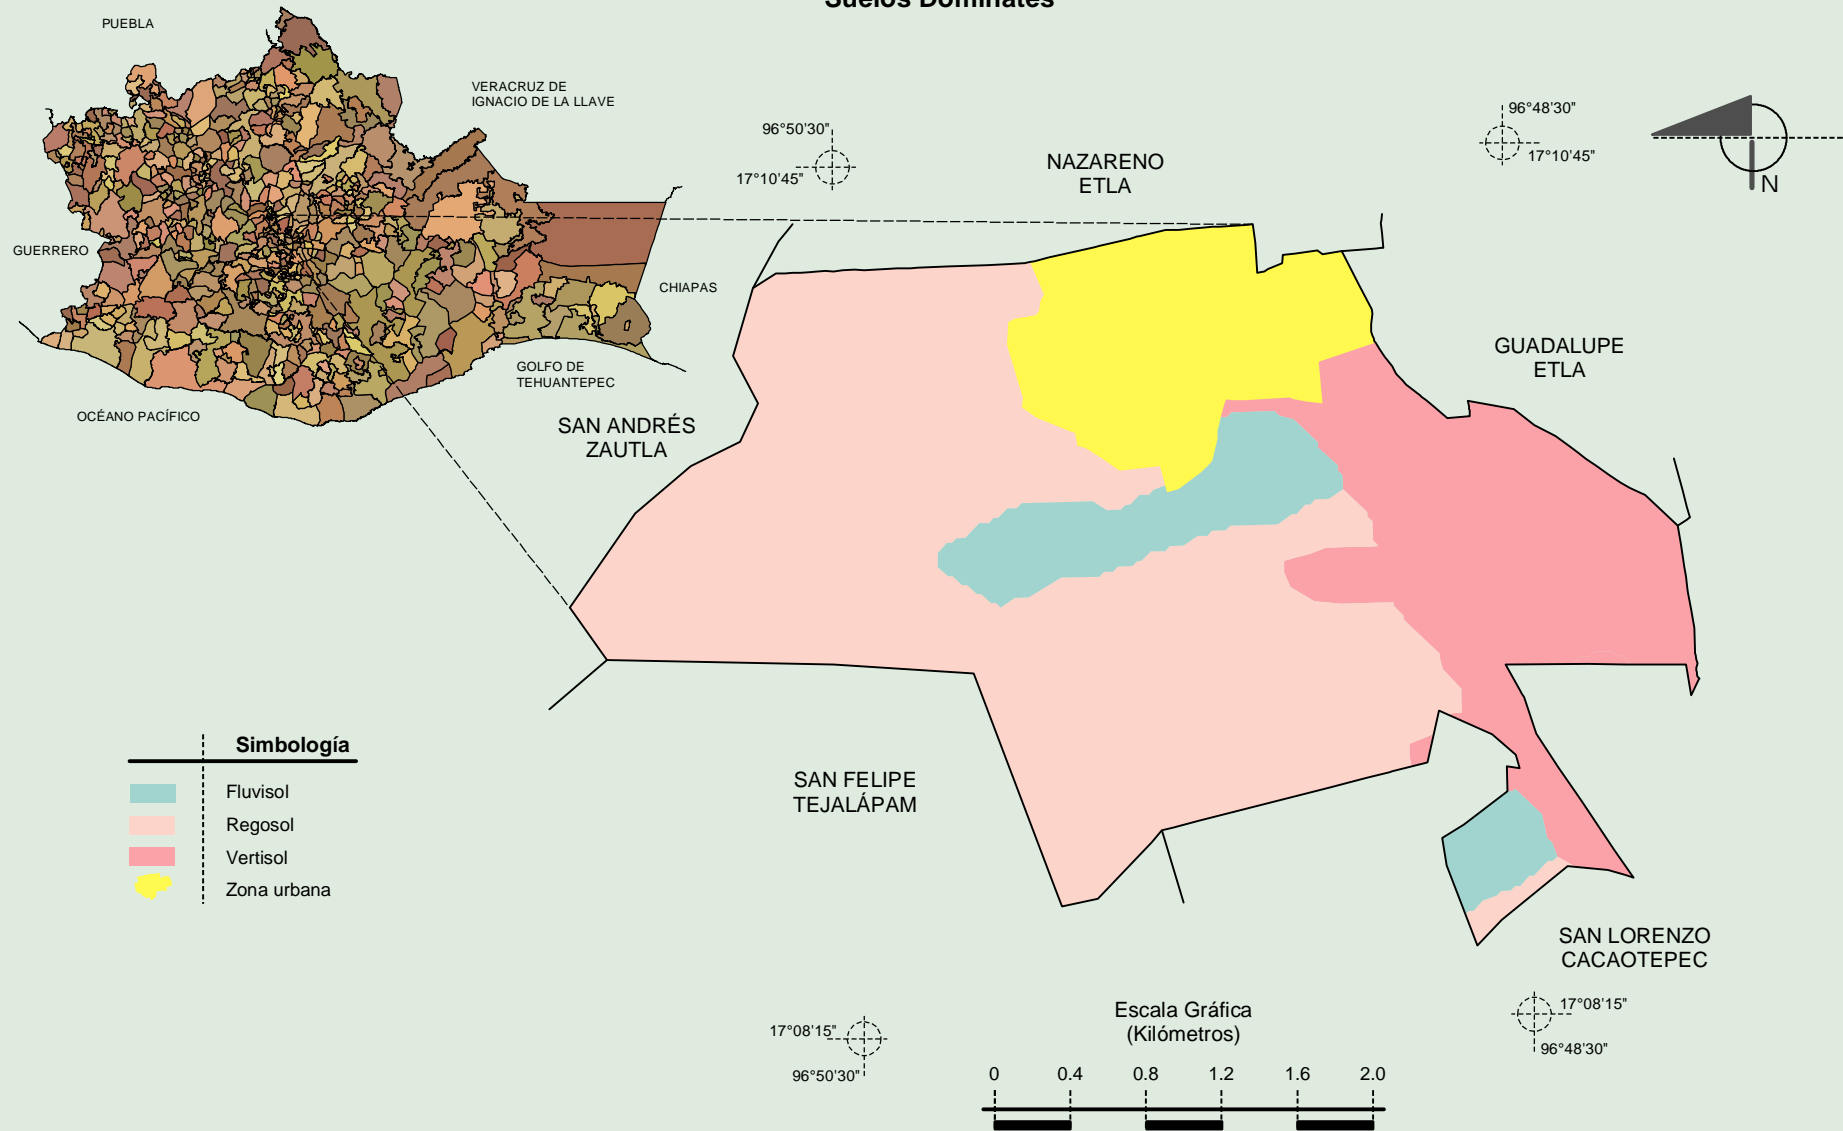 Suelos Dominates
PUEBLA
VERACRUZ DE
IGNACIO DE LA LLAVE
GUERRERO
CHIAPAS
GOLFO DE
TEHUANTEPEC
OCÉANO PACÍFICO
96°50'30"
17°10'45"
96°48'30"
17°10'45"
N
NAZARENO
ETLA
GUADALUPE
ETLA
SAN ANDRÉS
ZAUTLA
SAN FELIPE
TEJALÁPAM
SAN LORENZO
CACAOTEPEC
Simbología
Fluvisol
Regosol
Vertisol
Zona urbana
17°08'15"
96°50'30"
17°08'15"
96°48'30"
Escala Gráfica
(Kilómetros)
0 0.4 0.8 1.2 1.6 2.0